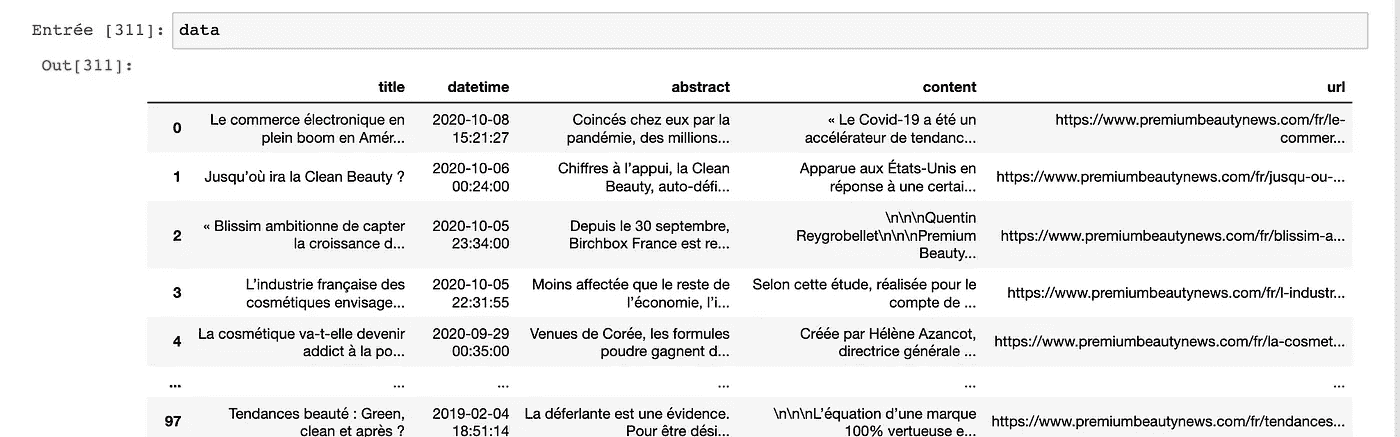 Entrée [311]: data
Out[311]:
title datetime abstract content url
0 Le commerce électronique en plein boom en Amér... 2020-10-08 15:21:27 Coincés chez eux par la pandémie, des millions... « Le Covid-19 a été un accélérateur de tendanc... https://www.premiumbeautynews.com/fr/le-commer...
1 Jusqu’où ira la Clean Beauty ? 2020-10-06 00:24:00 Chiffres à l’appui, la Clean Beauty, auto-défi... Apparue aux États-Unis en réponse à une certai... https://www.premiumbeautynews.com/fr/jusqu-ou-...
2 « Blissim ambitionne de capter la croissance d... 2020-10-05 23:34:00 Depuis le 30 septembre, Birchbox France est re... \n\n\nQuentin Reygrobellet\n\n\nPremium Beauty... https://www.premiumbeautynews.com/fr/blissim-a...
3 L’industrie française des cosmétiques envisage... 2020-10-05 22:31:55 Moins affectée que le reste de l’économie, l’i... Selon cette étude, réalisée pour le compte de ... https://www.premiumbeautynews.com/fr/l-industr...
4 La cosmétique va-t-elle devenir addict à la po... 2020-09-29 00:35:00 Venues de Corée, les formules poudre gagnent d... Créée par Hélène Azancot, directrice générale ... https://www.premiumbeautynews.com/fr/la-cosmet...
... ... ... ... ... ...
97 Tendances beauté : Green, clean et après ? 2019-02-04 18:51:14 La déferlante est une évidence. Pour être dési... \n\n\nL’équation d’une marque 100% vertueuse e... https://www.premiumbeautynews.com/fr/tendances...